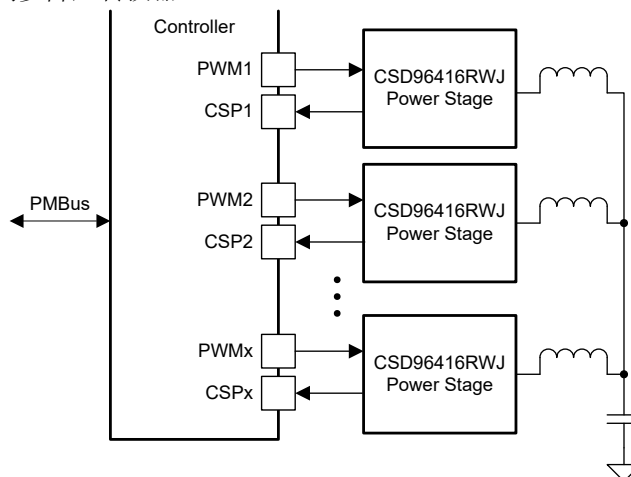 Controller
PWM1
CSP1
CSD96416RWJ
Power Stage
PWM2
CSP2
CSD96416RWJ
Power Stage
PMBus
PWMx
CSPx
CSD96416RWJ
Power Stage